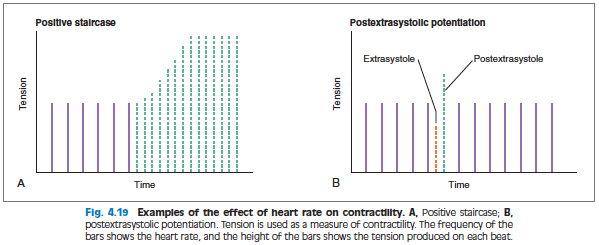 Positive staircase
Tension
A
Time
Postextrasystolic potentiation
Extrasystole
Postextrasystole
Tension
B
Time
Fig. 4.19 Examples of the effect of heart rate on contractility. A, Positive staircase; B,
postextrasystolic potentiation. Tension is used as a measure of contractility. The frequency of the
bars shows the heart rate, and the height of the bars shows the tension produced on each beat.